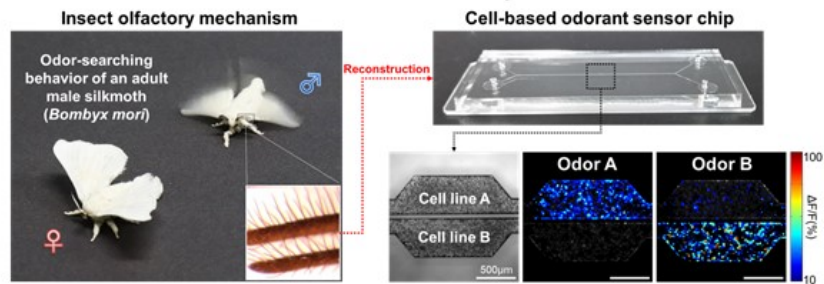 Insect olfactory mechanism
Odor-searching
behavior of an adult
male silkmoth
(Bombyx mori)
♂
♀
Reconstruction
Cell-based odorant sensor chip
Cell line A
Cell line B
500μm
Odor A
Odor B
100
ΔF/F(%)
10